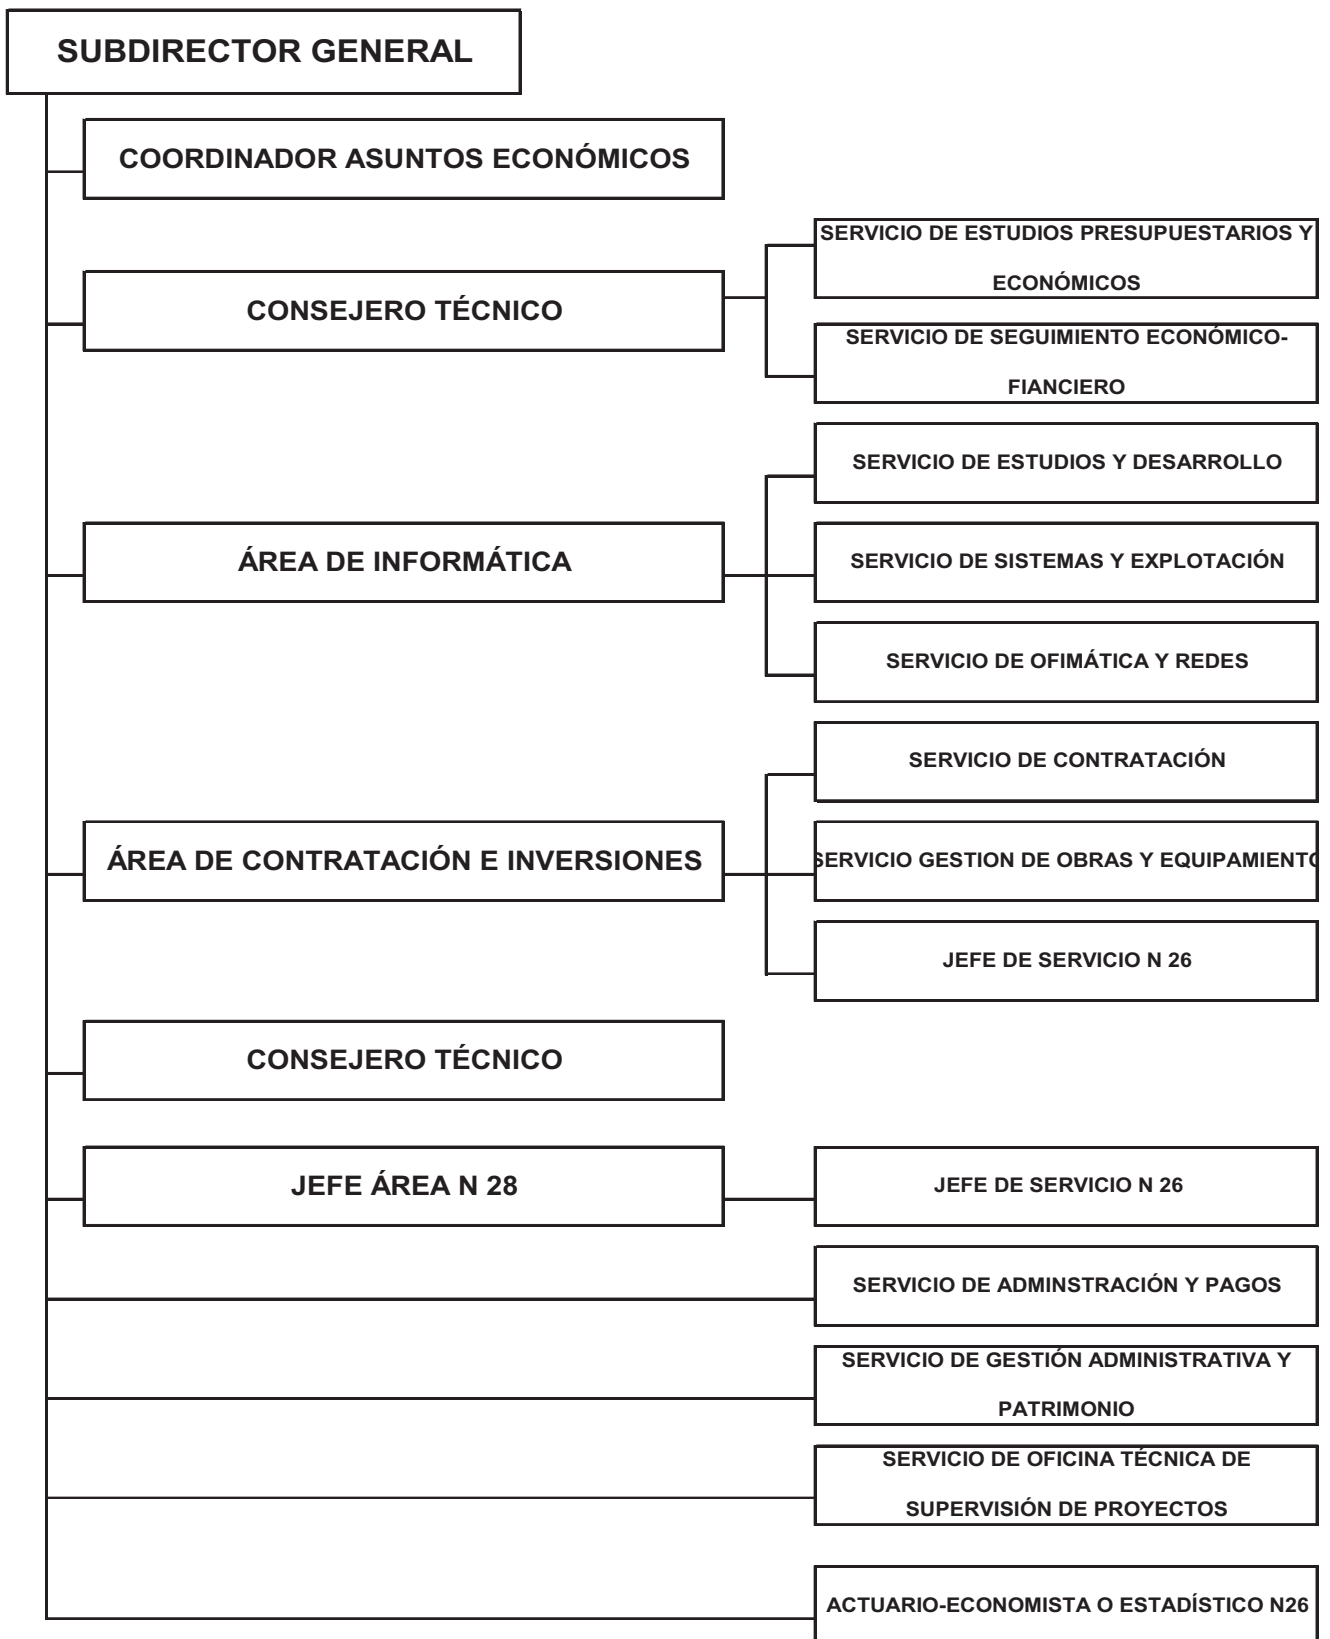 SUBDIRECTOR GENERAL
COORDINADOR ASUNTOS ECONÓMICOS
SERVICIO DE ESTUDIOS PRESUPUESTARIOS Y
ECONÓMICOS
CONSEJERO TÉCNICO
SERVICIO DE SEGUIMIENTO ECONÓMICO-
FIANCIERO
SERVICIO DE ESTUDIOS Y DESARROLLO
ÁREA DE INFORMÁTICA
SERVICIO DE SISTEMAS Y EXPLOTACIÓN
SERVICIO DE OFIMÁTICA Y REDES
SERVICIO DE CONTRATACIÓN
ÁREA DE CONTRATACIÓN E INVERSIONES
SERVICIO GESTION DE OBRAS Y EQUIPAMIENTO
JEFE DE SERVICIO N 26
CONSEJERO TÉCNICO
JEFE ÁREA N 28
JEFE DE SERVICIO N 26
SERVICIO DE ADMINSTRACIÓN Y PAGOS
SERVICIO DE GESTIÓN ADMINISTRATIVA Y
PATRIMONIO
SERVICIO DE OFICINA TÉCNICA DE
SUPERVISIÓN DE PROYECTOS
ACTUARIO-ECONOMISTA O ESTADÍSTICO N26